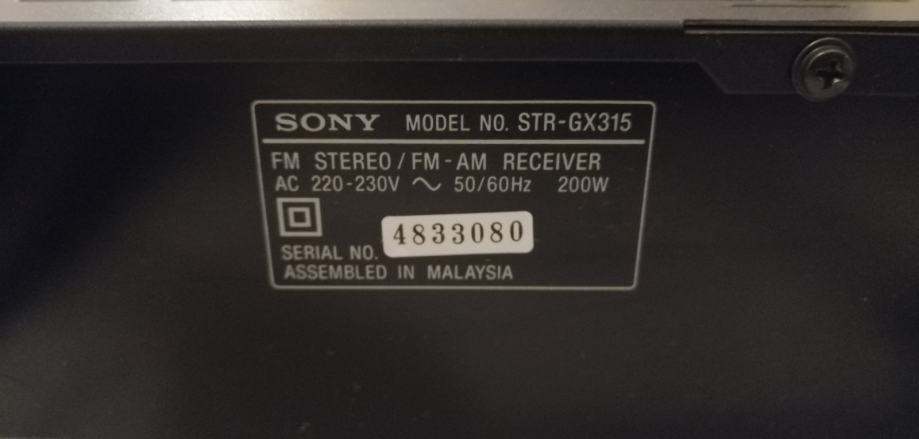 SONY MODEL NO. STR-GX315
FM STEREO / FM-AM RECEIVER
AC 220-230V ~ 50/60Hz 200W
SERIAL NO. 4833080
ASSEMBLED IN MALAYSIA